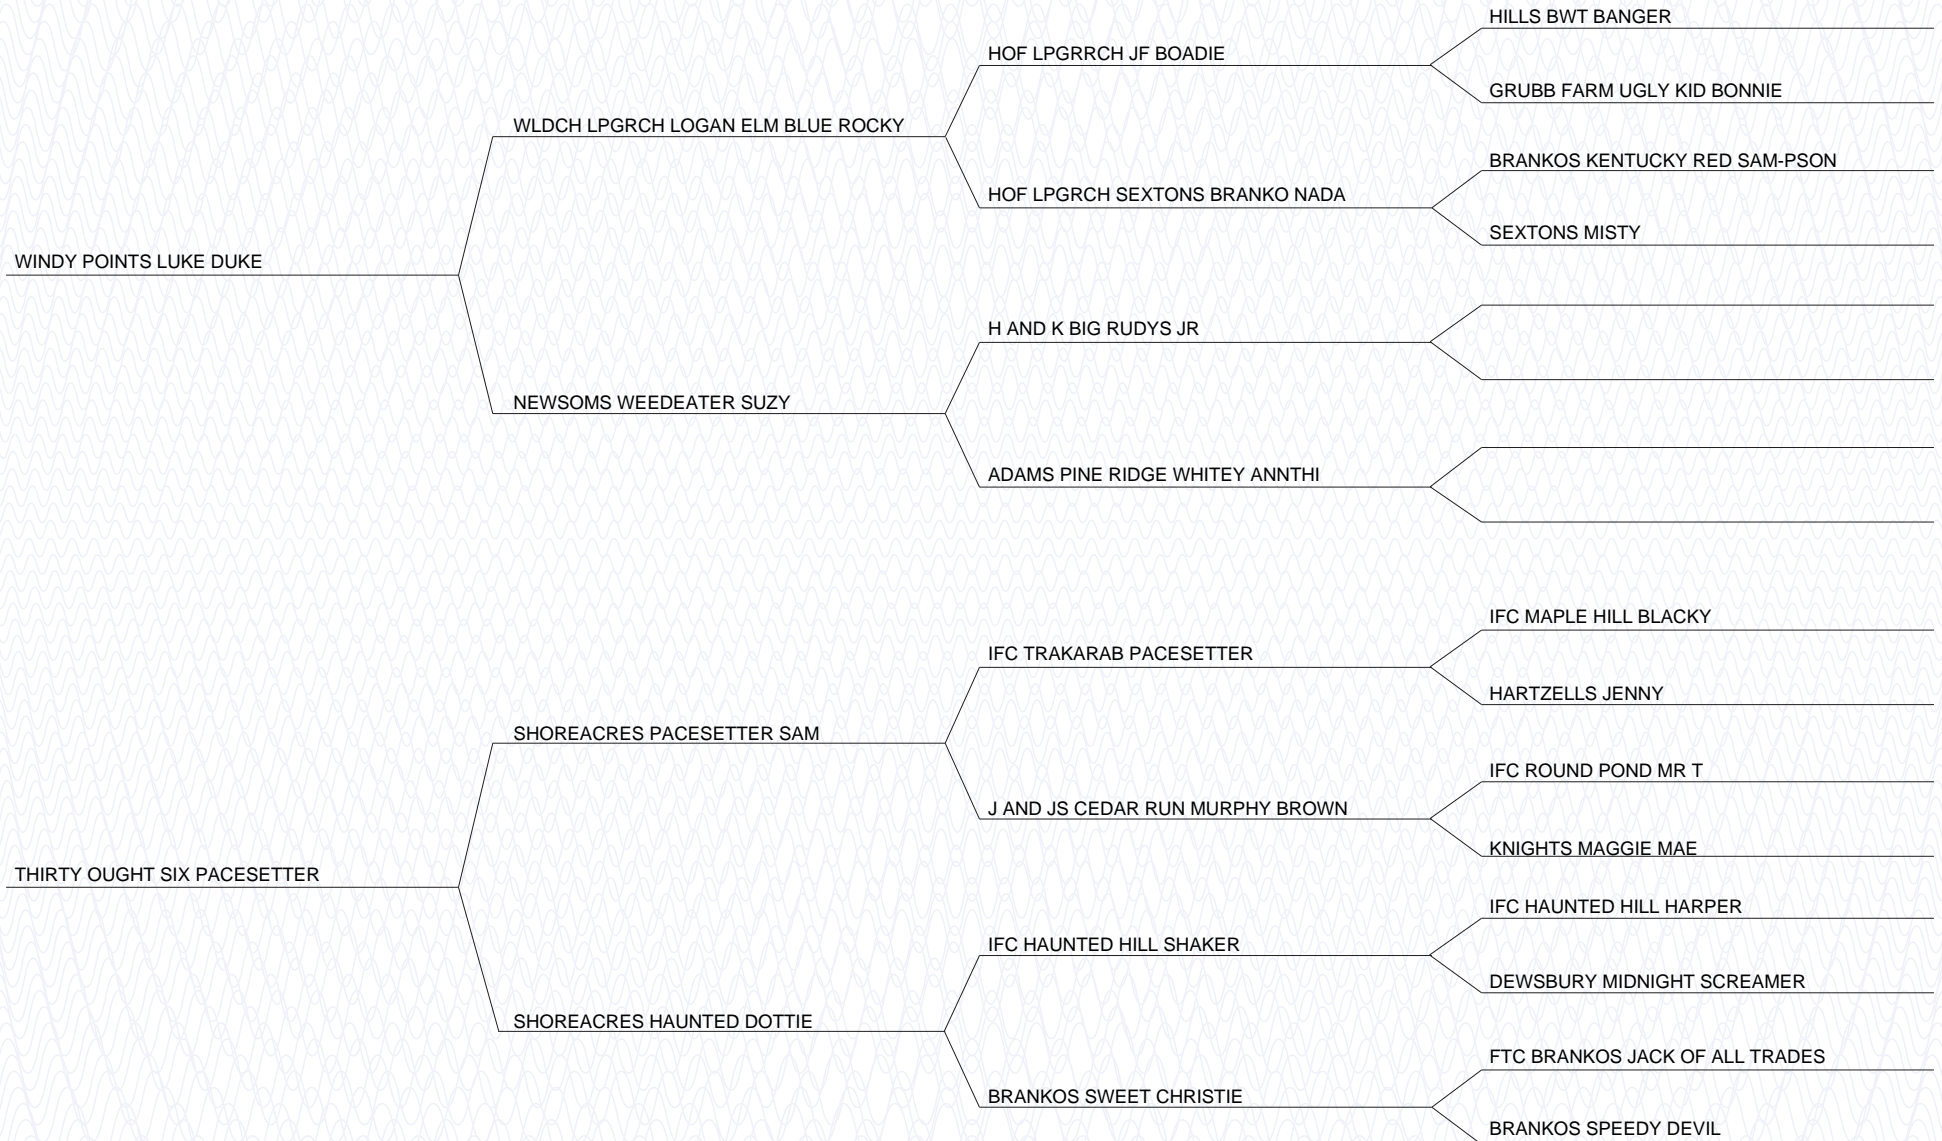 HILLS BWT BANGER
HOF LPGRRCH JF BOADIE
GRUBB FARM UGLY KID BONNIE
WLDCH LPGRCH LOGAN ELM BLUE ROCKY
BRANKOS KENTUCKY RED SAM-PSON
HOF LPGRCH SEXTONS BRANKO NADA
SEXTONS MISTY
WINDY POINTS LUKE DUKE
H AND K BIG RUDYS JR
NEWSOMS WEEDEATER SUZY
ADAMS PINE RIDGE WHITEY ANNTHI
IFC MAPLE HILL BLACKY
IFC TRAKARAB PACESETTER
HARTZELLS JENNY
SHOREACRES PACESETTER SAM
IFC ROUND POND MR T
J AND JS CEDAR RUN MURPHY BROWN
KNIGHTS MAGGIE MAE
THIRTY OUGHT SIX PACESETTER
IFC HAUNTED HILL HARPER
IFC HAUNTED HILL SHAKER
DEWSBURY MIDNIGHT SCREAMER
SHOREACRES HAUNTED DOTTIE
FTC BRANKOS JACK OF ALL TRADES
BRANKOS SWEET CHRISTIE
BRANKOS SPEEDY DEVIL